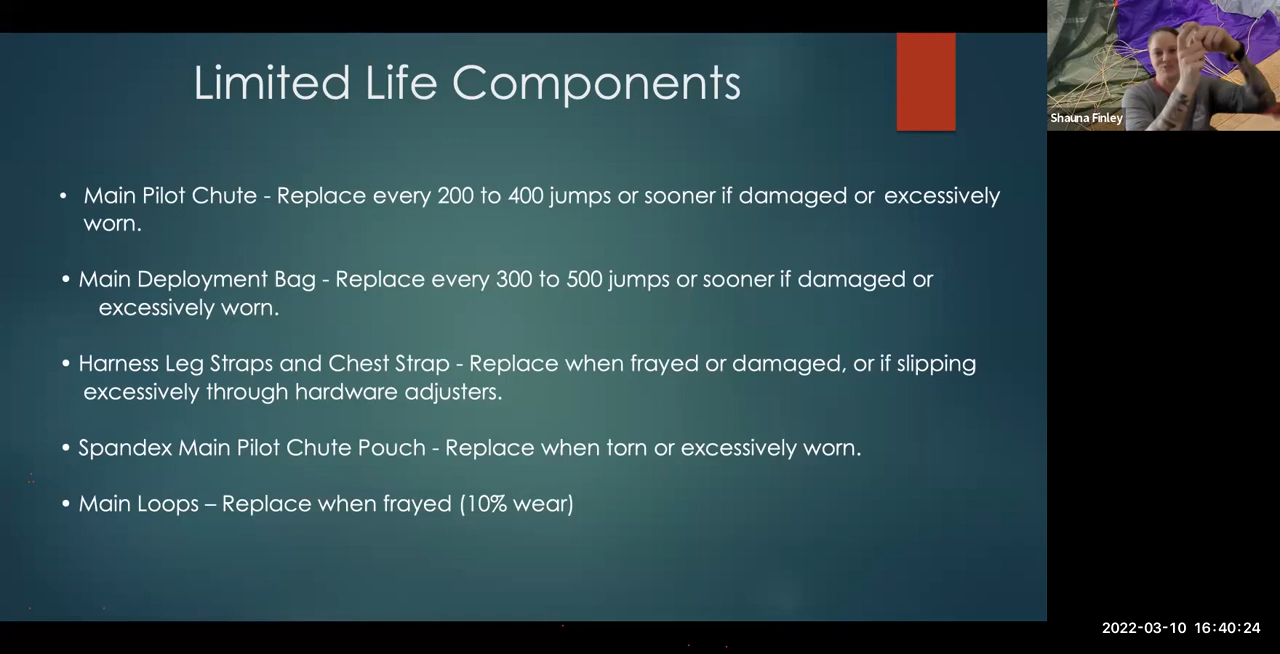 Limited Life Components
Shauna Finley
• Main Pilot Chute - Replace every 200 to 400 jumps or sooner if damaged or excessively
worn.
• Main Deployment Bag - Replace every 300 to 500 jumps or sooner if damaged or
excessively worn.
• Harness Leg Straps and Chest Strap - Replace when frayed or damaged, or if slipping
excessively through hardware adjusters.
• Spandex Main Pilot Chute Pouch - Replace when torn or excessively worn.
• Main Loops – Replace when frayed (10% wear)
2022-03-10 16:40:24